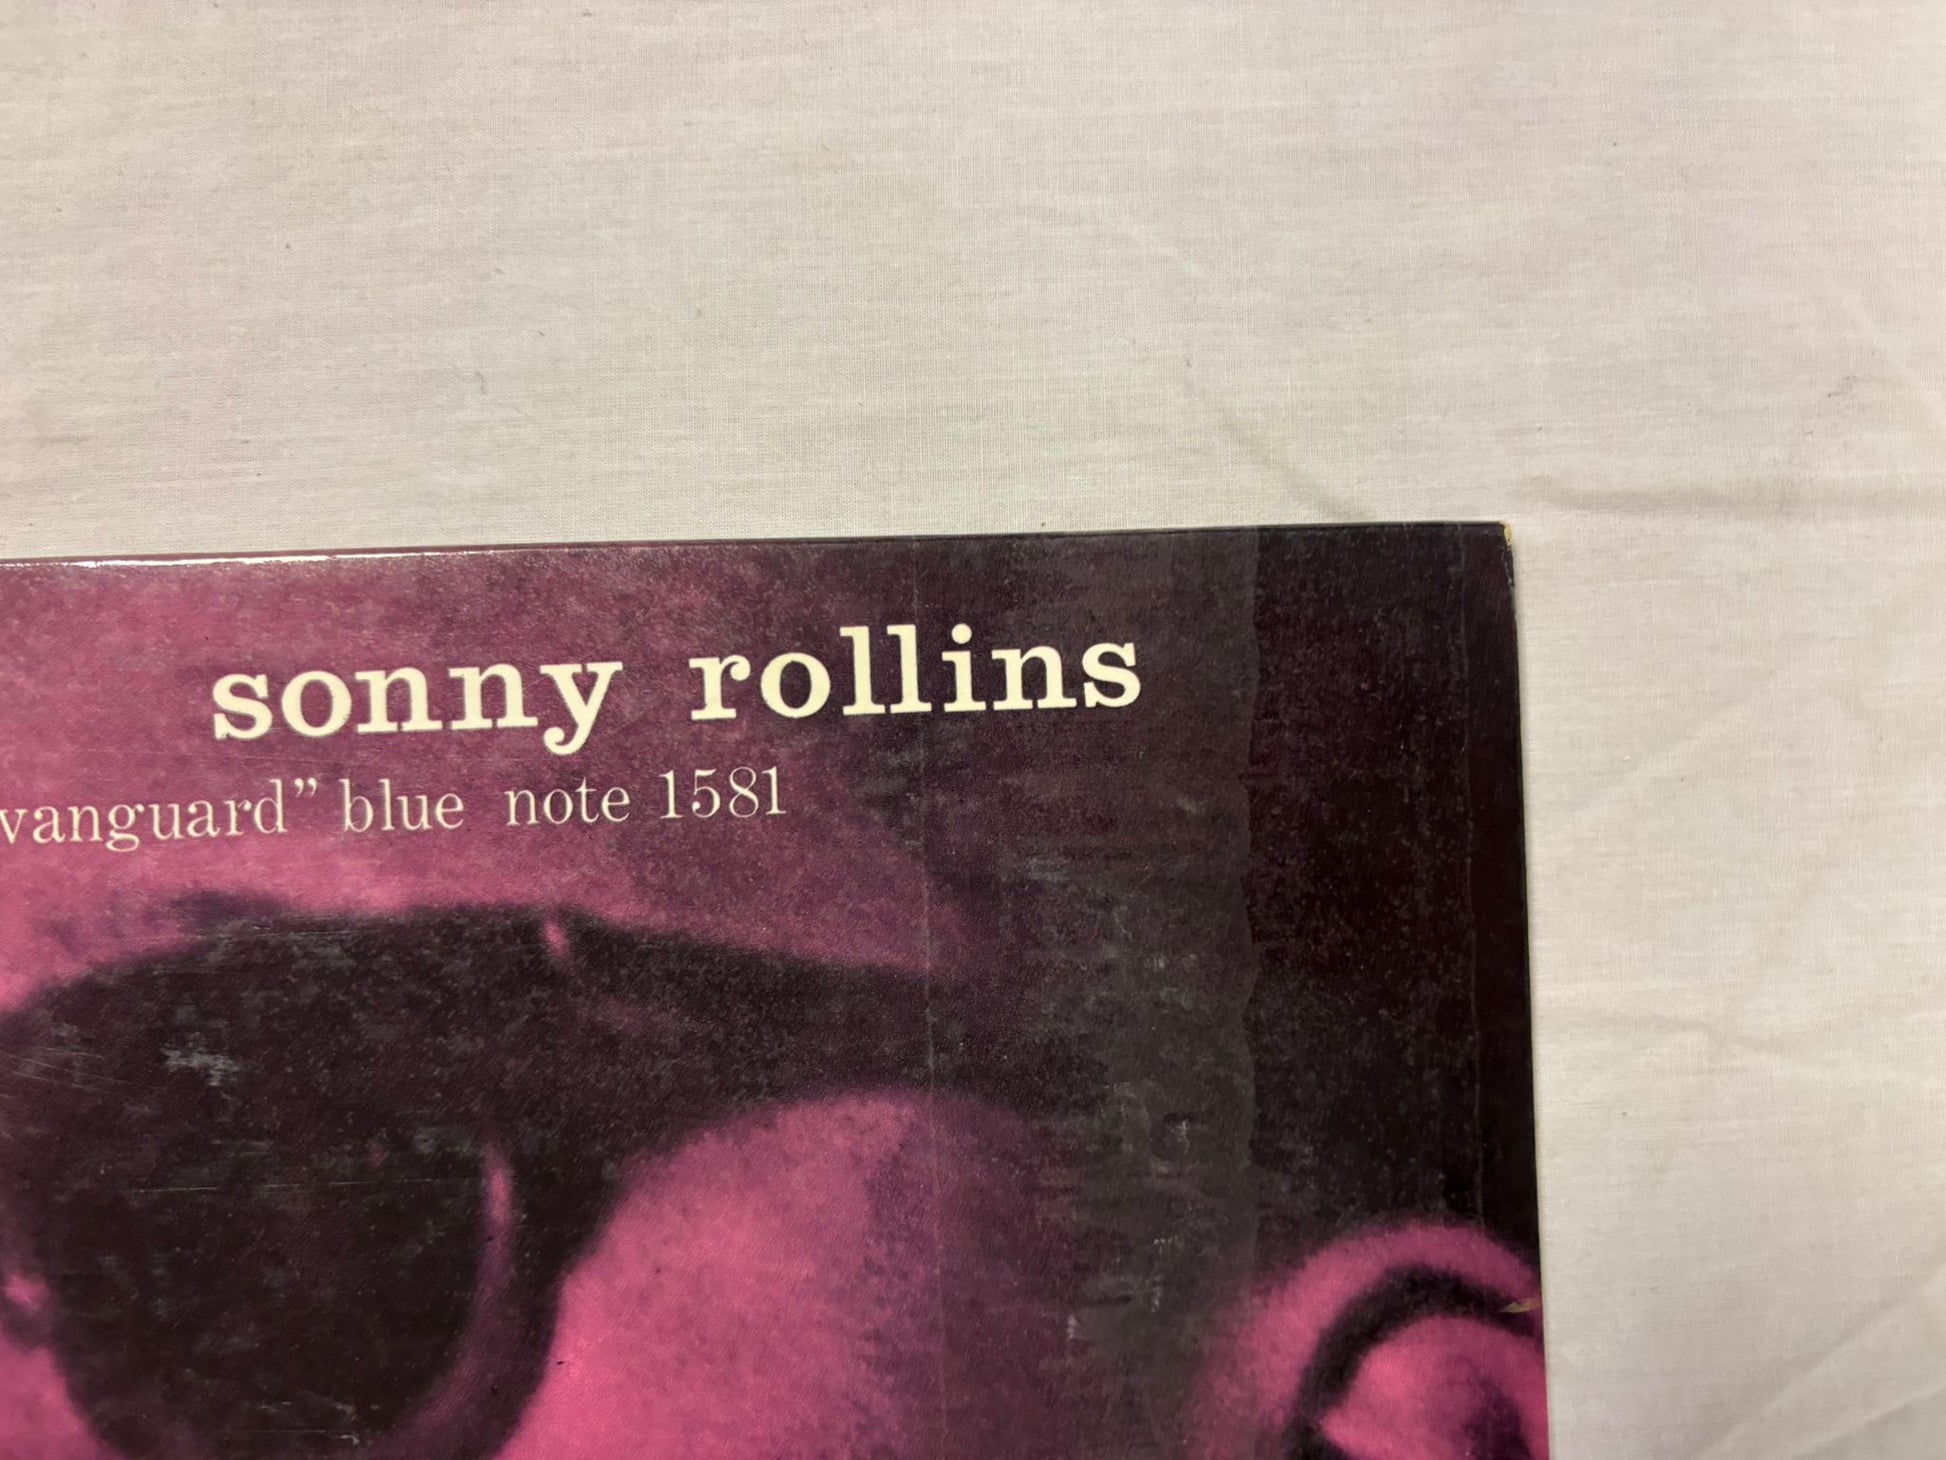 sonny rollins
vanguard” blue note 1581